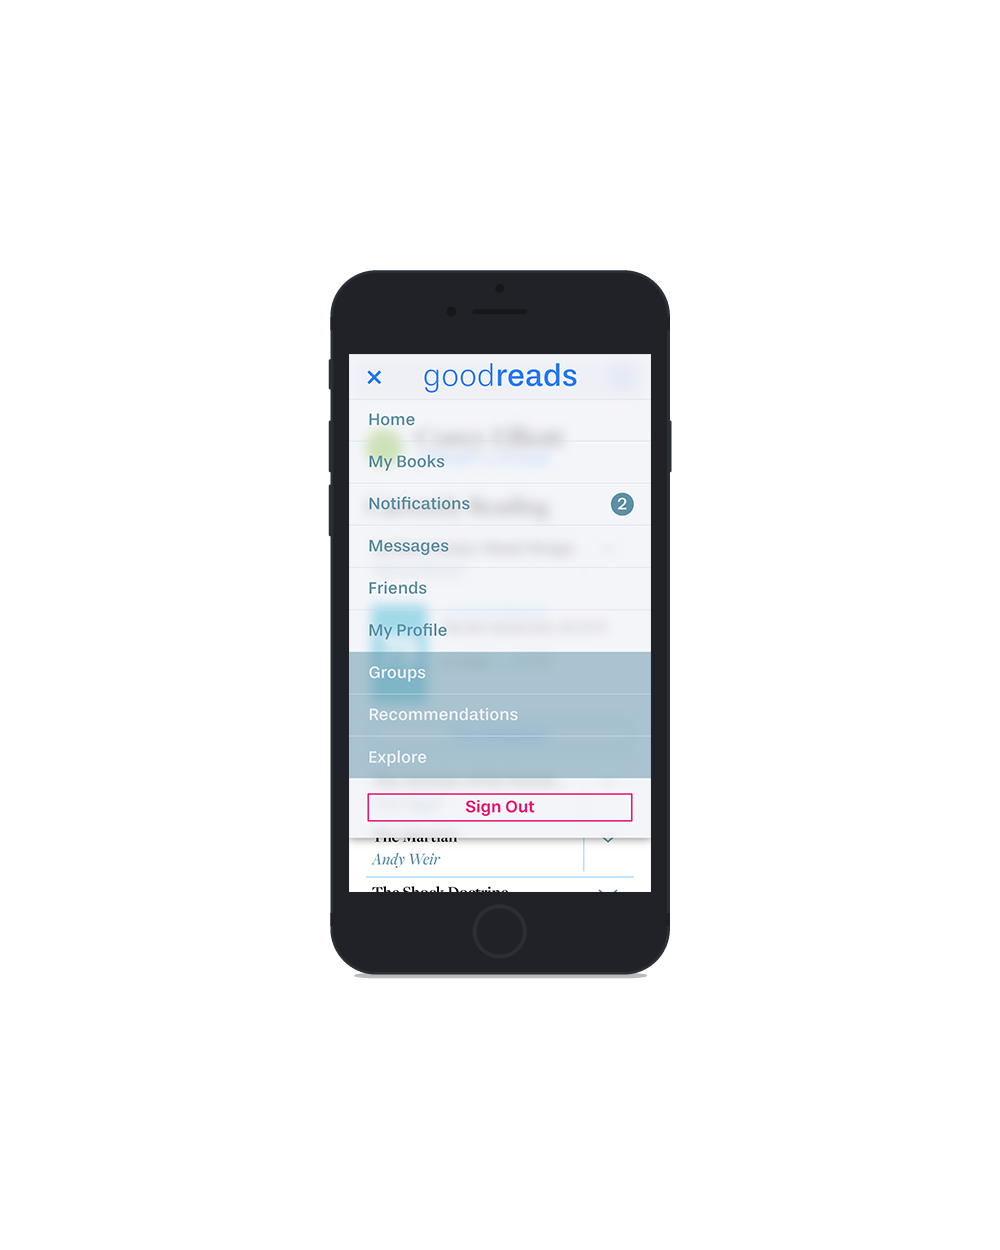 goodreads
Home
My Books
Notifications 2
Messages
Friends
My Profile
Groups
Recommendations
Explore
Sign Out
The Martian
Andy Weir
The Shock Doctrine